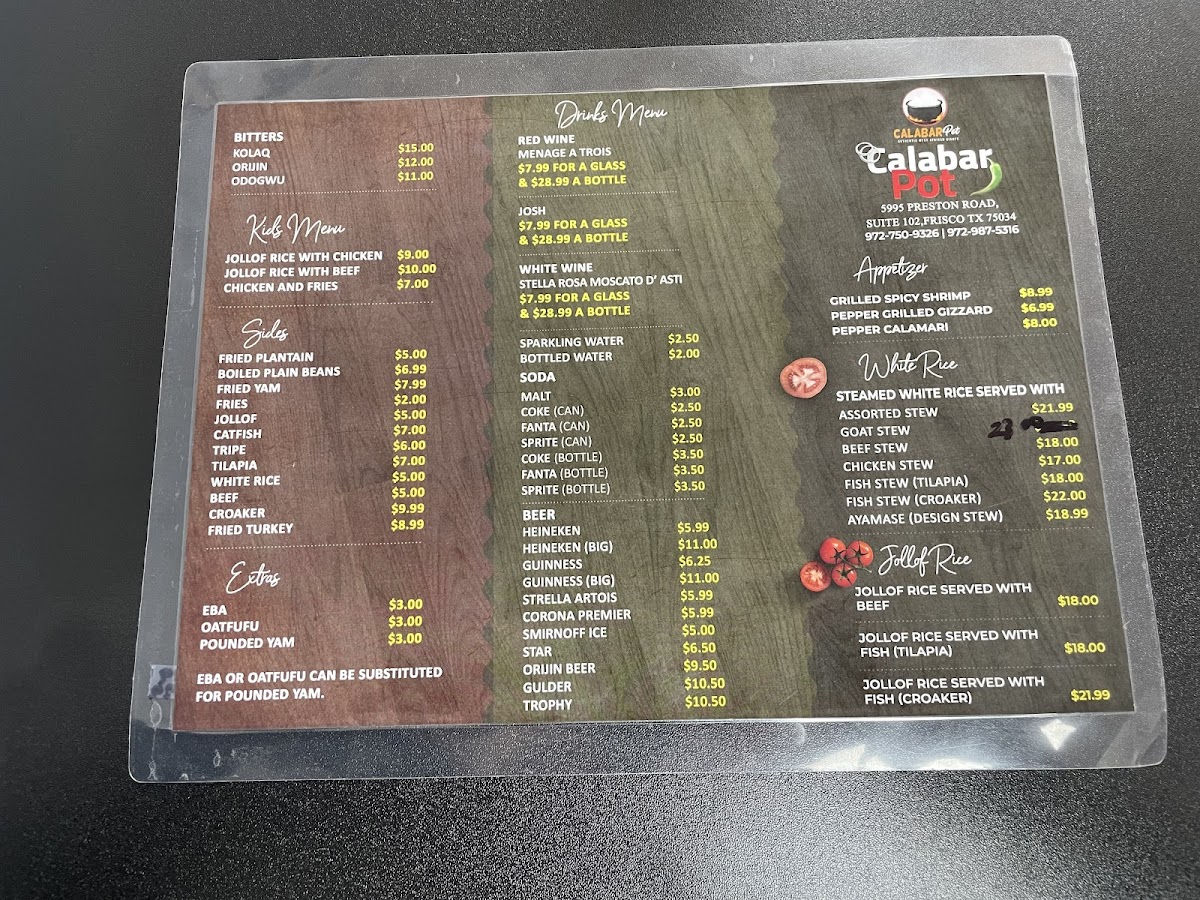 BITTERS
KOLAQ $15.00
ORIJIN $12.00
ODOGWU $11.00
Kids Menu
JOLLOF RICE WITH CHICKEN $9.00
JOLLOF RICE WITH BEEF $10.00
CHICKEN AND FRIES $7.00
Sides
FRIED PLANTAIN $5.00
BOILED PLAIN BEANS $6.99
FRIED YAM $7.99
FRIES $2.00
JOLLOF $5.00
CATFISH $7.00
TRIPE $6.00
TILAPIA $7.00
WHITE RICE $5.00
BEEF $5.00
CROAKER $9.99
FRIED TURKEY $8.99
Extras
EBA $3.00
OATFUFU $3.00
POUNDED YAM $3.00
EBA OR OATFUFU CAN BE SUBSTITUTED
FOR POUNDED YAM.
Drinks Menu
RED WINE
MENAGE A TROIS
$7.99 FOR A GLASS
& $28.99 A BOTTLE
JOSH
$7.99 FOR A GLASS
& $28.99 A BOTTLE
WHITE WINE
STELLA ROSA MOSCATO D' ASTI
$7.99 FOR A GLASS
& $28.99 A BOTTLE
SPARKLING WATER $2.50
BOTTLED WATER $2.00
SODA
MALT $3.00
COKE (CAN) $2.50
FANTA (CAN) $2.50
SPRITE (CAN) $2.50
COKE (BOTTLE) $3.50
FANTA (BOTTLE) $3.50
SPRITE (BOTTLE) $3.50
BEER
HEINEKEN $5.99
HEINEKEN (BIG) $11.00
GUINNESS $6.25
GUINNESS (BIG) $11.00
STRELLA ARTOIS $5.99
CORONA PREMIER $5.99
SMIRNOFF ICE $5.00
STAR $6.50
ORIJIN BEER $9.50
GULDER $10.50
TROPHY $10.50
CALABAR Pot
AUTHENTIC WEST AFRICAN DISHES
Calabar
Pot
5995 PRESTON ROAD,
SUITE 102,FRISCO TX 75034
972-750-9326 | 972-987-5316
Appetizer
GRILLED SPICY SHRIMP $8.99
PEPPER GRILLED GIZZARD $6.99
PEPPER CALAMARI $8.00
White Rice
STEAMED WHITE RICE SERVED WITH
ASSORTED STEW $21.99
GOAT STEW 23
BEEF STEW $18.00
CHICKEN STEW $17.00
FISH STEW (TILAPIA) $18.00
FISH STEW (CROAKER) $22.00
AYAMASE (DESIGN STEW) $18.99
Jollof Rice
JOLLOF RICE SERVED WITH
BEEF $18.00
JOLLOF RICE SERVED WITH
FISH (TILAPIA) $18.00
JOLLOF RICE SERVED WITH
FISH (CROAKER) $21.99